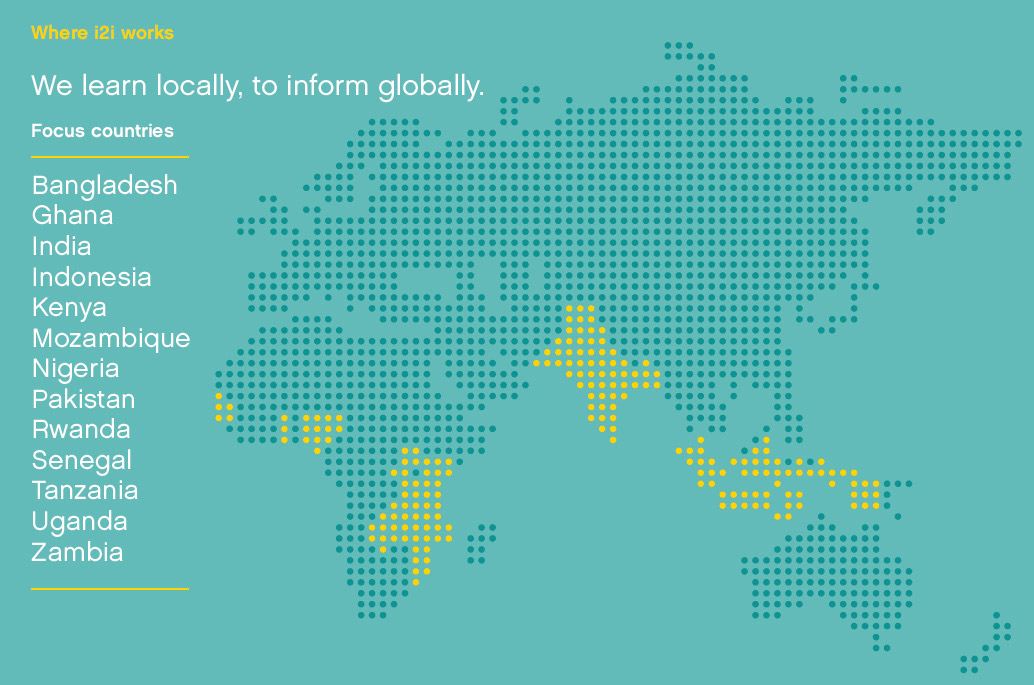 Where i2i works
We learn locally, to inform globally.
Focus countries
Bangladesh
Ghana
India
Indonesia
Kenya
Mozambique
Nigeria
Pakistan
Rwanda
Senegal
Tanzania
Uganda
Zambia